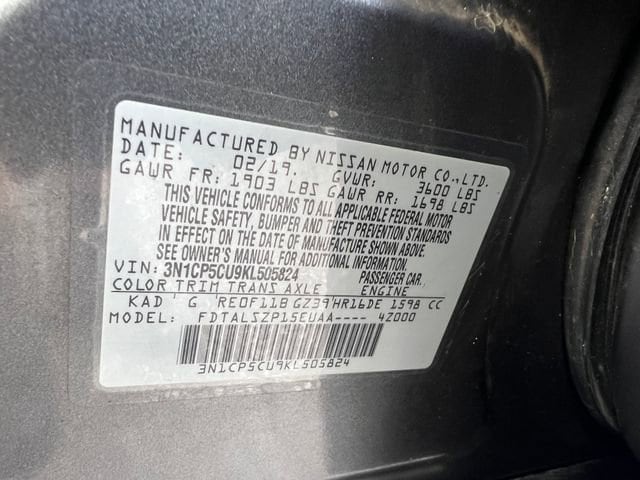 MANUFACTURED BY NISSAN MOTOR CO., LTD.
DATE: 02/19. GVWR: 3600 LBS
GAWR FR: 1903 LBS GAWR RR: 1698 LBS
THIS VEHICLE CONFORMS TO ALL APPLICABLE FEDERAL MOTOR
VEHICLE SAFETY, BUMPER AND THEFT PREVENTION STANDARDS
IN EFFECT ON THE DATE OF MANUFACTURE SHOWN ABOVE.
SEE OWNER'S MANUAL FOR ADDITIONAL INFORMATION
VIN: 3N1CP5CU9KL505824 PASSENGER CAR.
COLOR TRIM TRANS AXLE ENGINE
KAD G RE0F11B GZ39 HR16DE 1598 CC
MODEL: FDTALSZP15EUAA---- 4Z000
3N1CP5CU9KL505824